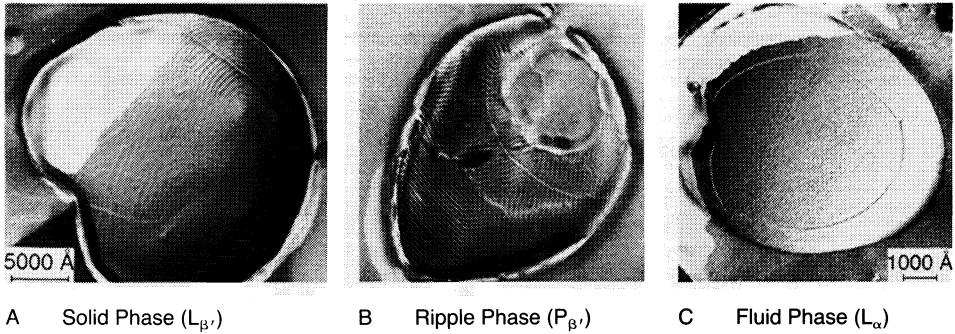 5000 Å
1000 Å
A Solid Phase (Lβ′)
B Ripple Phase (Pβ′)
C Fluid Phase (Lα)